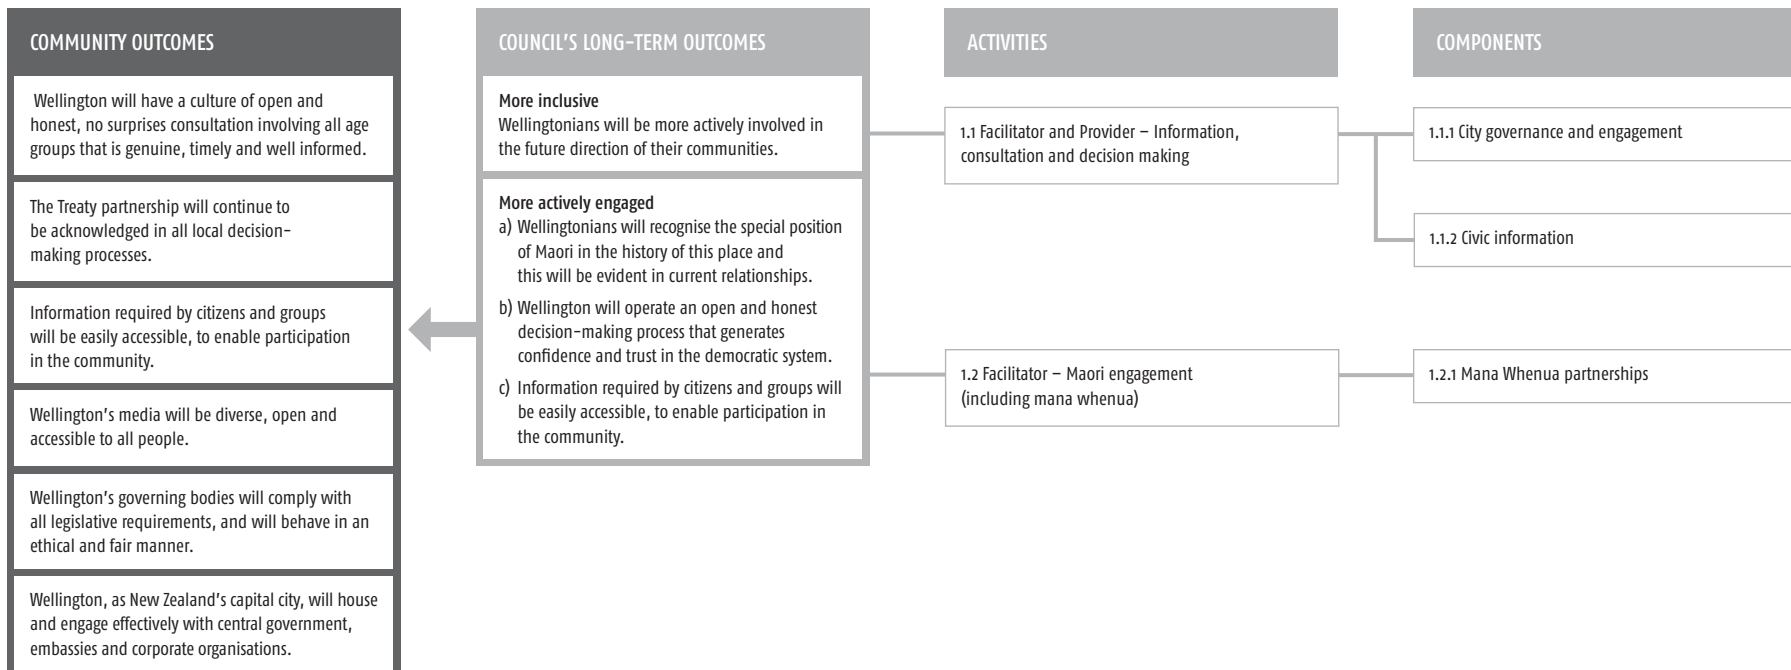 COMMUNITY OUTCOMES
Wellington will have a culture of open and
honest, no surprises consultation involving all age
groups that is genuine, timely and well informed.
The Treaty partnership will continue to
be acknowledged in all local decision-
making processes.
Information required by citizens and groups
will be easily accessible, to enable participation
in the community.
Wellington's media will be diverse, open and
accessible to all people.
Wellington's governing bodies will comply with
all legislative requirements, and will behave in an
ethical and fair manner.
Wellington, as New Zealand's capital city, will house
and engage effectively with central government,
embassies and corporate organisations.
COUNCIL'S LONG-TERM OUTCOMES
More inclusive
Wellingtonians will be more actively involved in
the future direction of their communities.
More actively engaged
a) Wellingtonians will recognise the special position
of Maori in the history of this place and
this will be evident in current relationships.
b) Wellington will operate an open and honest
decision-making process that generates
confidence and trust in the democratic system.
c) Information required by citizens and groups will
be easily accessible, to enable participation in
the community.
ACTIVITIES
1.1 Facilitator and Provider – Information,
consultation and decision making
1.2 Facilitator – Maori engagement
(including mana whenua)
COMPONENTS
1.1.1 City governance and engagement
1.1.2 Civic information
1.2.1 Mana Whenua partnerships